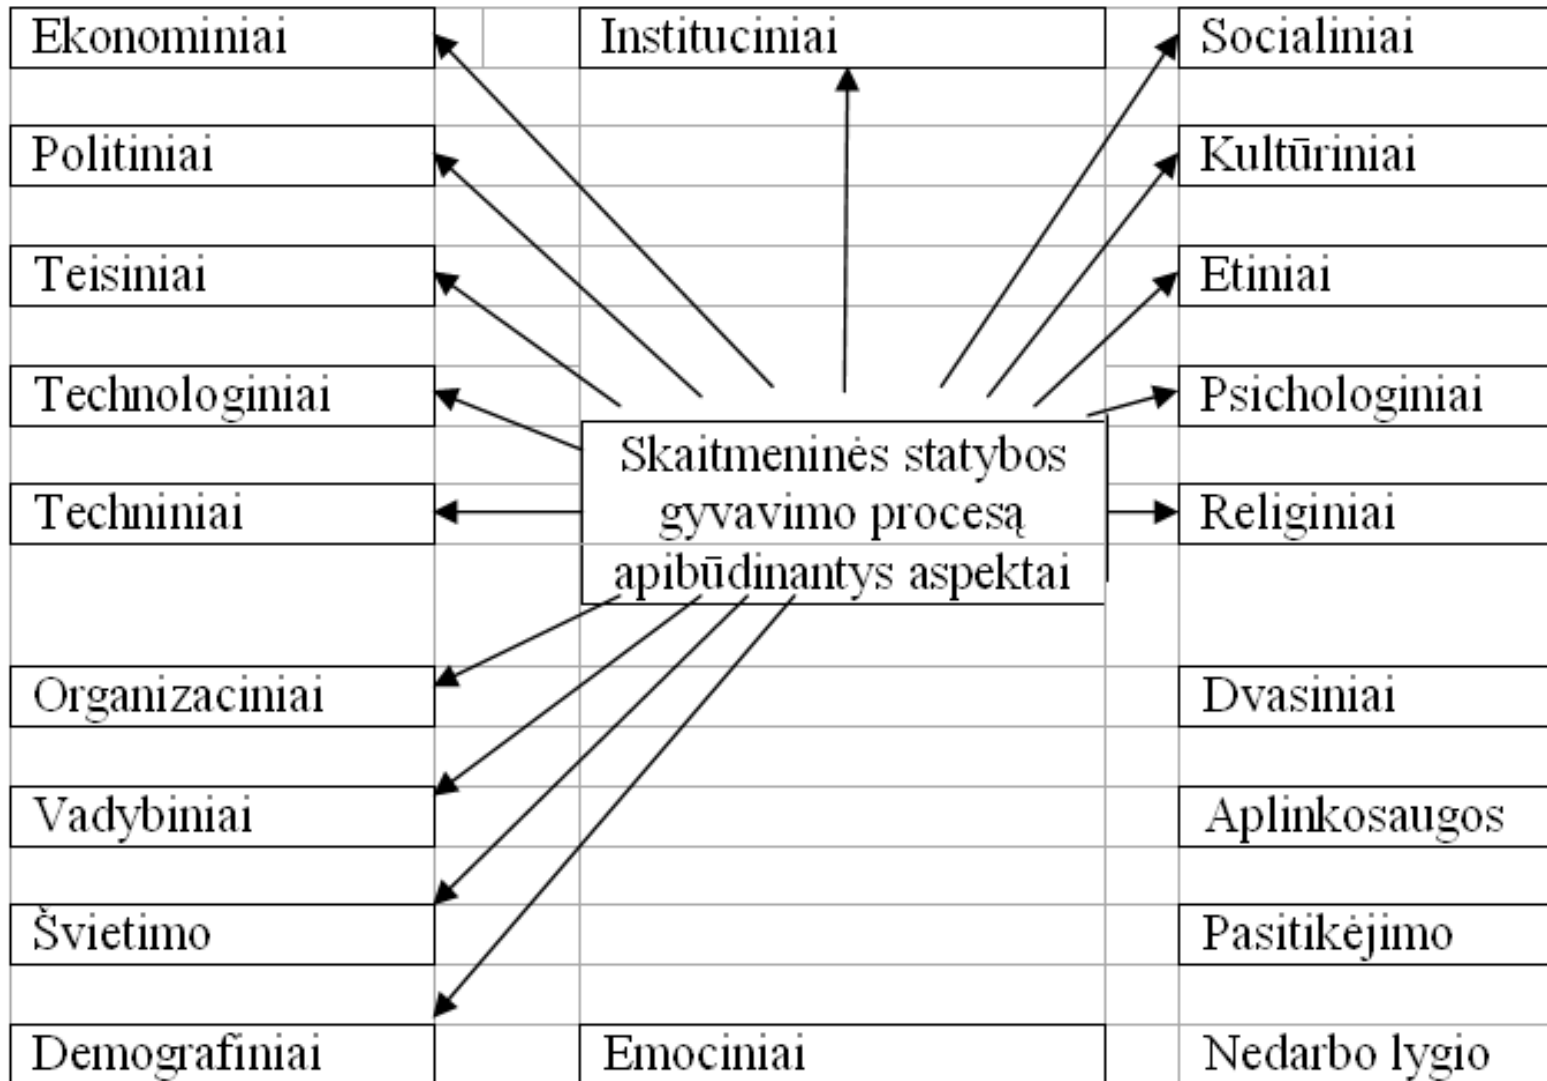 Ekonominiai
Instituciniai
Socialiniai
Politiniai
Kultūriniai
Teisiniai
Etiniai
Technologiniai
Psichologiniai
Skaitmeninės statybos
gyvavimo procesą
apibūdinantys aspektai
Techniniai
Religiniai
Organizaciniai
Dvasiniai
Vadybiniai
Aplinkosaugos
Švietimo
Pasitikėjimo
Demografiniai
Emociniai
Nedarbo lygio